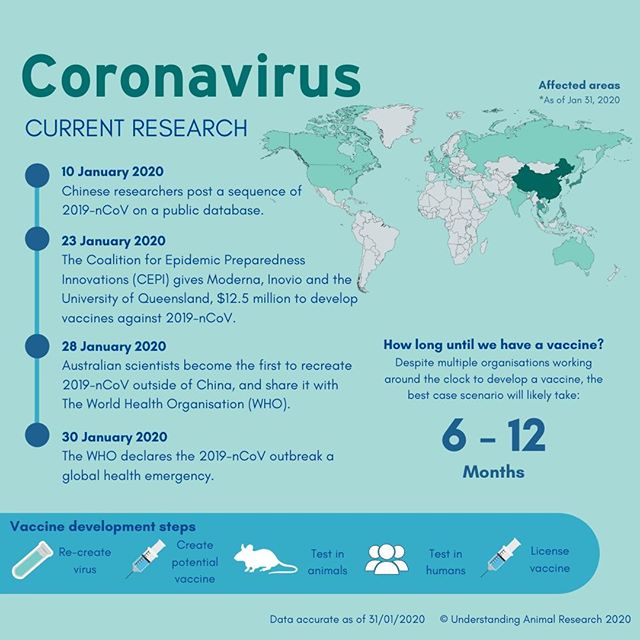 Coronavirus
CURRENT RESEARCH
Affected areas
*As of Jan 31, 2020
10 January 2020
Chinese researchers post a sequence of
2019-nCoV on a public database.
23 January 2020
The Coalition for Epidemic Preparedness
Innovations (CEPI) gives Moderna, Inovio and the
University of Queensland, $12.5 million to develop
vaccines against 2019-nCoV.
28 January 2020
Australian scientists become the first to recreate
2019-nCoV outside of China, and share it with
The World Health Organisation (WHO).
30 January 2020
The WHO declares the 2019-nCoV outbreak a
global health emergency.
How long until we have a vaccine?
Despite multiple organisations working
around the clock to develop a vaccine, the
best case scenario will likely take:
6 - 12
Months
Vaccine development steps
Re-create
virus
Create
potential
vaccine
Test in
animals
Test in
humans
License
vaccine
Data accurate as of 31/01/2020 © Understanding Animal Research 2020